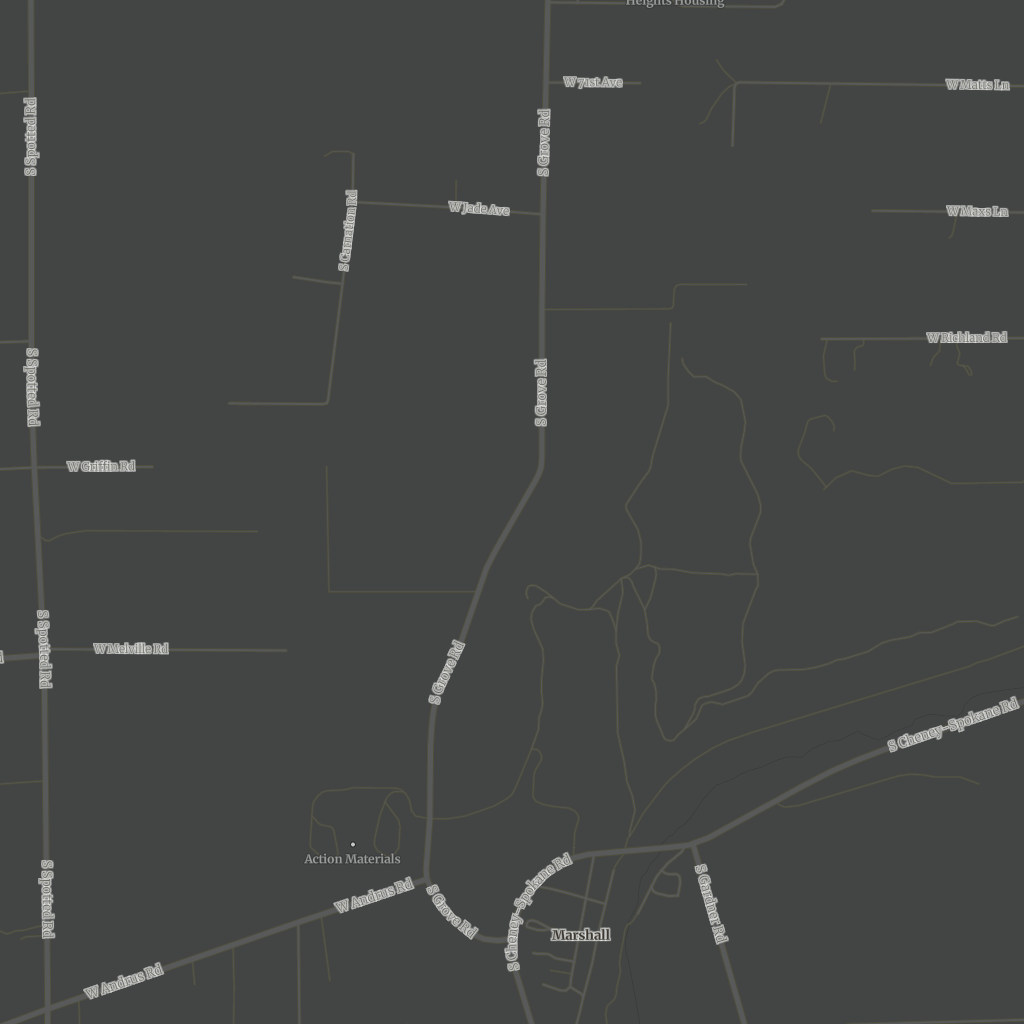 Heights Housing
W 71st Ave
W Matts Ln
S Spotted Rd
S Grove Rd
W Jade Ave
W Maxs Ln
S Carnation Rd
W Richland Rd
S Spotted Rd
S Grove Rd
W Griffin Rd
S Spotted Rd
W Melville Rd
S Grove Rd
S Cheney-Spokane Rd
Action Materials
S Spotted Rd
W Andrus Rd
S Grove Rd
S Cheney-Spokane Rd
S Gardner Rd
Marshall
W Andrus Rd